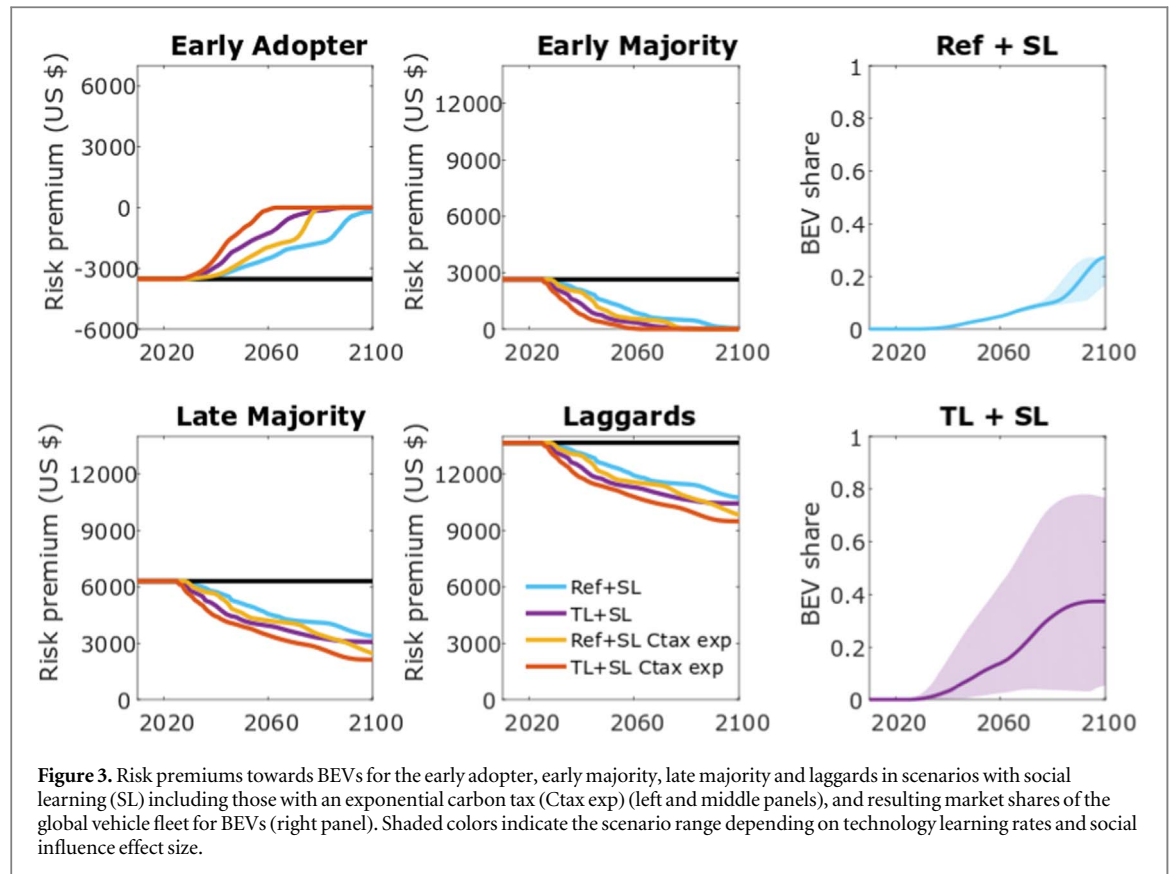 Early Adopter
Risk premium (US $)
6000
3000
0
-3000
-6000
2020 2060 2100
Early Majority
Risk premium (US $)
12000
9000
6000
3000
0
2020 2060 2100
Ref + SL
BEV share
1
0.8
0.6
0.4
0.2
0
2020 2060 2100
Late Majority
Risk premium (US $)
12000
9000
6000
3000
0
2020 2060 2100
Laggards
Risk premium (US $)
12000
9000
6000
3000
0
Ref+SL
TL+SL
Ref+SL Ctax exp
TL+SL Ctax exp
2020 2060 2100
TL + SL
BEV share
1
0.8
0.6
0.4
0.2
0
2020 2060 2100
Figure 3. Risk premiums towards BEVs for the early adopter, early majority, late majority and laggards in scenarios with social
learning (SL) including those with an exponential carbon tax (Ctax exp) (left and middle panels), and resulting market shares of the
global vehicle fleet for BEVs (right panel). Shaded colors indicate the scenario range depending on technology learning rates and social
influence effect size.